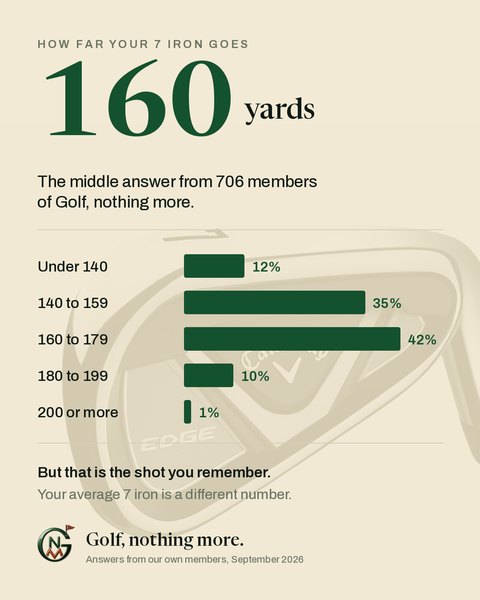 HOW FAR YOUR 7 IRON GOES
160 yards
The middle answer from 706 members
of Golf, nothing more.
Under 140 12%
140 to 159 35%
160 to 179 42%
180 to 199 10%
200 or more 1%
EDGE
But that is the shot you remember.
Your average 7 iron is a different number.
GNM
Golf, nothing more.
Answers from our own members, September 2026